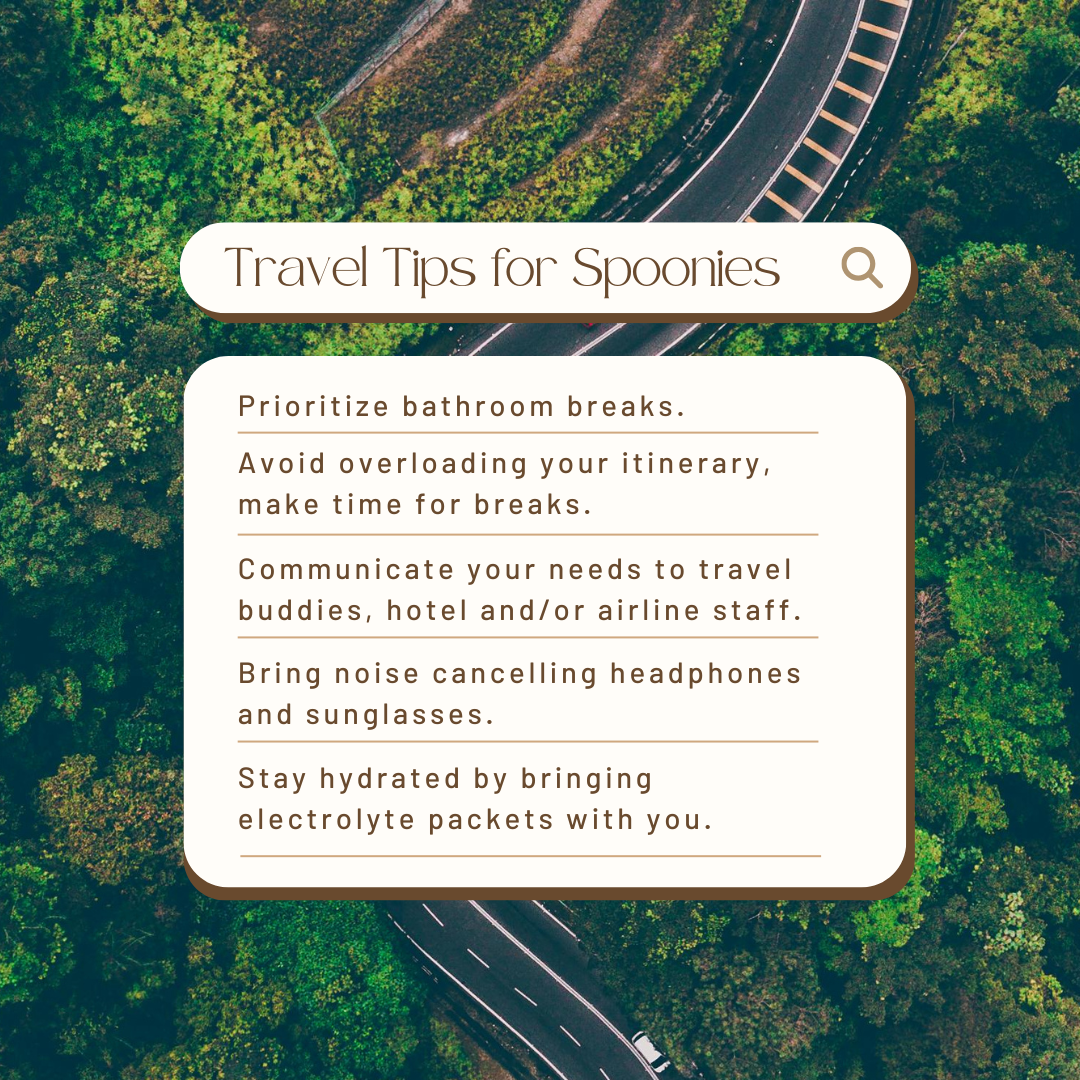 Travel Tips for Spoonies
Prioritize bathroom breaks.
Avoid overloading your itinerary,
make time for breaks.
Communicate your needs to travel
buddies, hotel and/or airline staff.
Bring noise cancelling headphones
and sunglasses.
Stay hydrated by bringing
electrolyte packets with you.